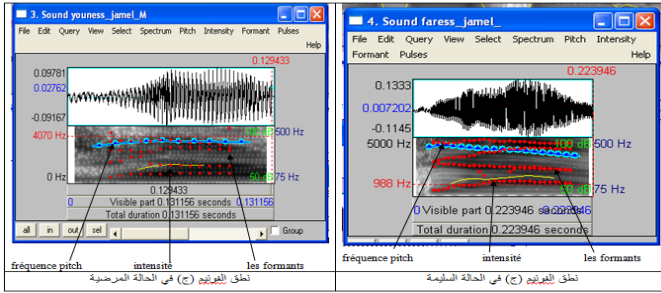 3. Sound youness_jamel_M
File Edit Query View Select Spectrum Pitch Intensity Formant Pulses
Help
0.129433
0.09781
0.02762
-0.09167
4070 Hz
500 Hz
0 Hz
50 dB
75 Hz
0.129433
0
Visible part 0.131156 seconds
0.131156
Total duration 0.131156 seconds
all
in
out
sel
Group
fréquence pitch
intensité
les formants
نطق الفونيم (ج) في الحالة المرضية
4. Sound faress_jamel_
File Edit Query View Select Spectrum Pitch Intensity
Formant Pulses
Help
0.223946
0.1333
0.007202
-0.1145
5000 Hz
100 dB
500 Hz
988 Hz
75 Hz
0
Visible part 0.223946 seconds
0.223946
Total duration 0.223946 seconds
fréquence pitch
intensité
les formants
نطق الفونيم (ج) في الحالة السليمة